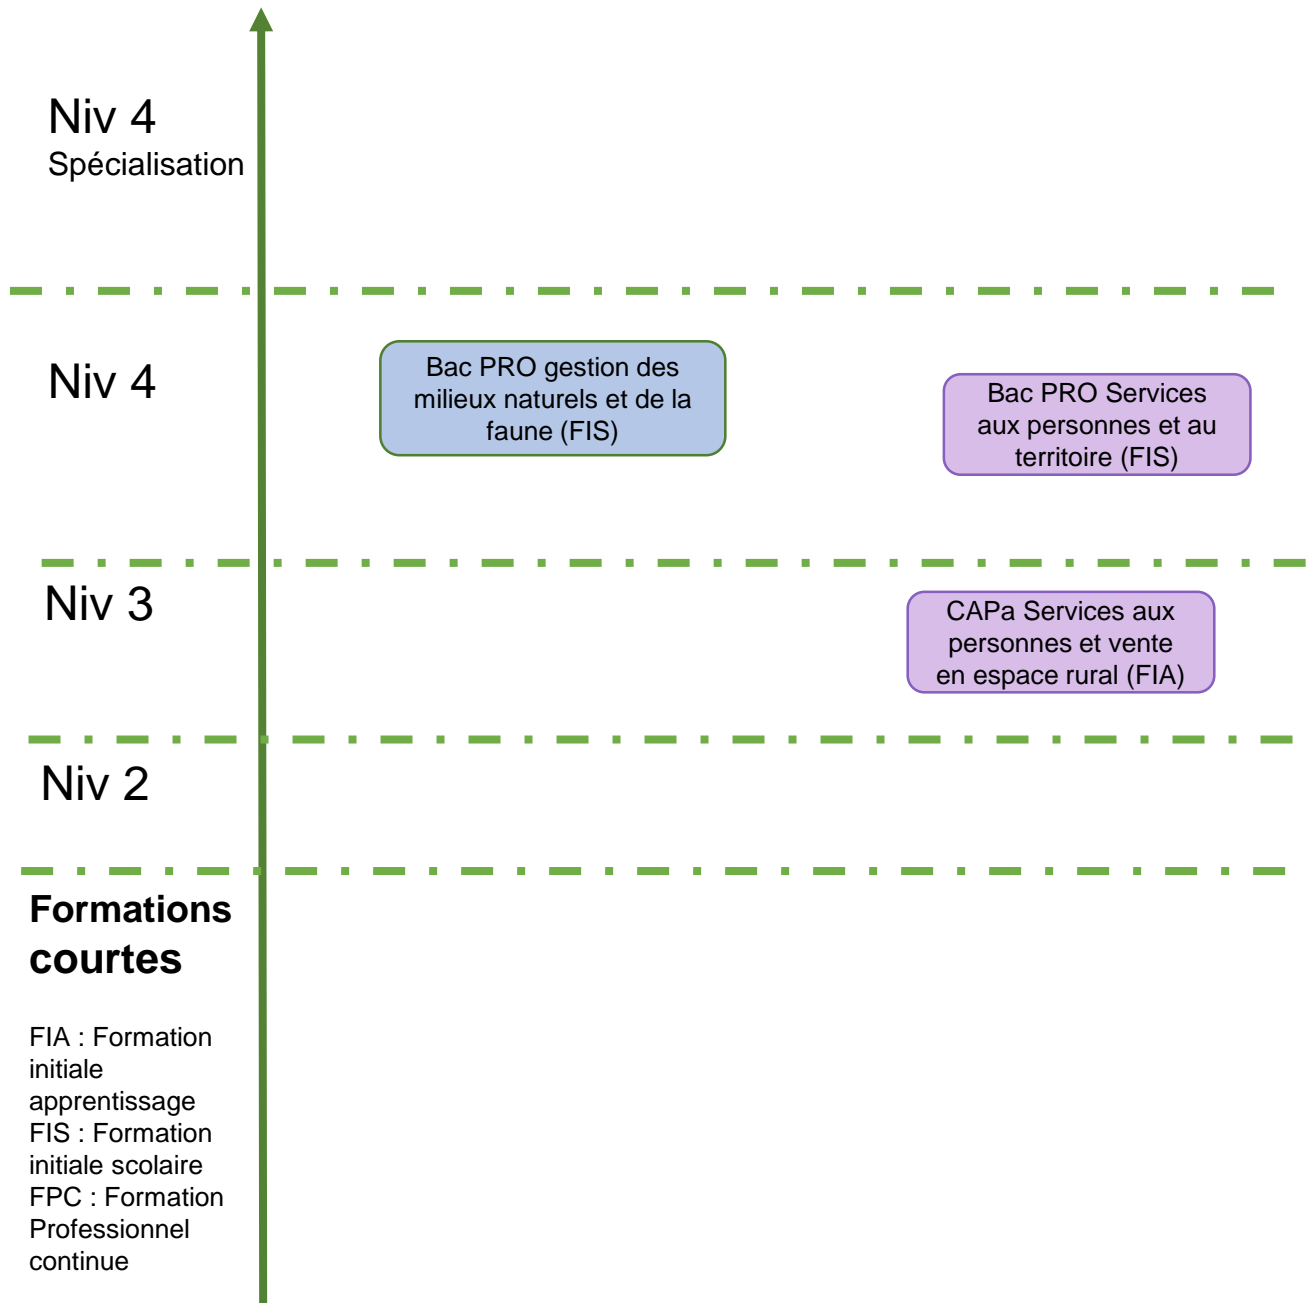 Niv 4
Spécialisation
Niv 4
Bac PRO gestion des
milieux naturels et de la
faune (FIS)
Bac PRO Services
aux personnes et au
territoire (FIS)
Niv 3
CAPa Services aux
personnes et vente
en espace rural (FIA)
Niv 2
Formations
courtes
FIA : Formation
initiale
apprentissage
FIS : Formation
initiale scolaire
FPC : Formation
Professionnel
continue